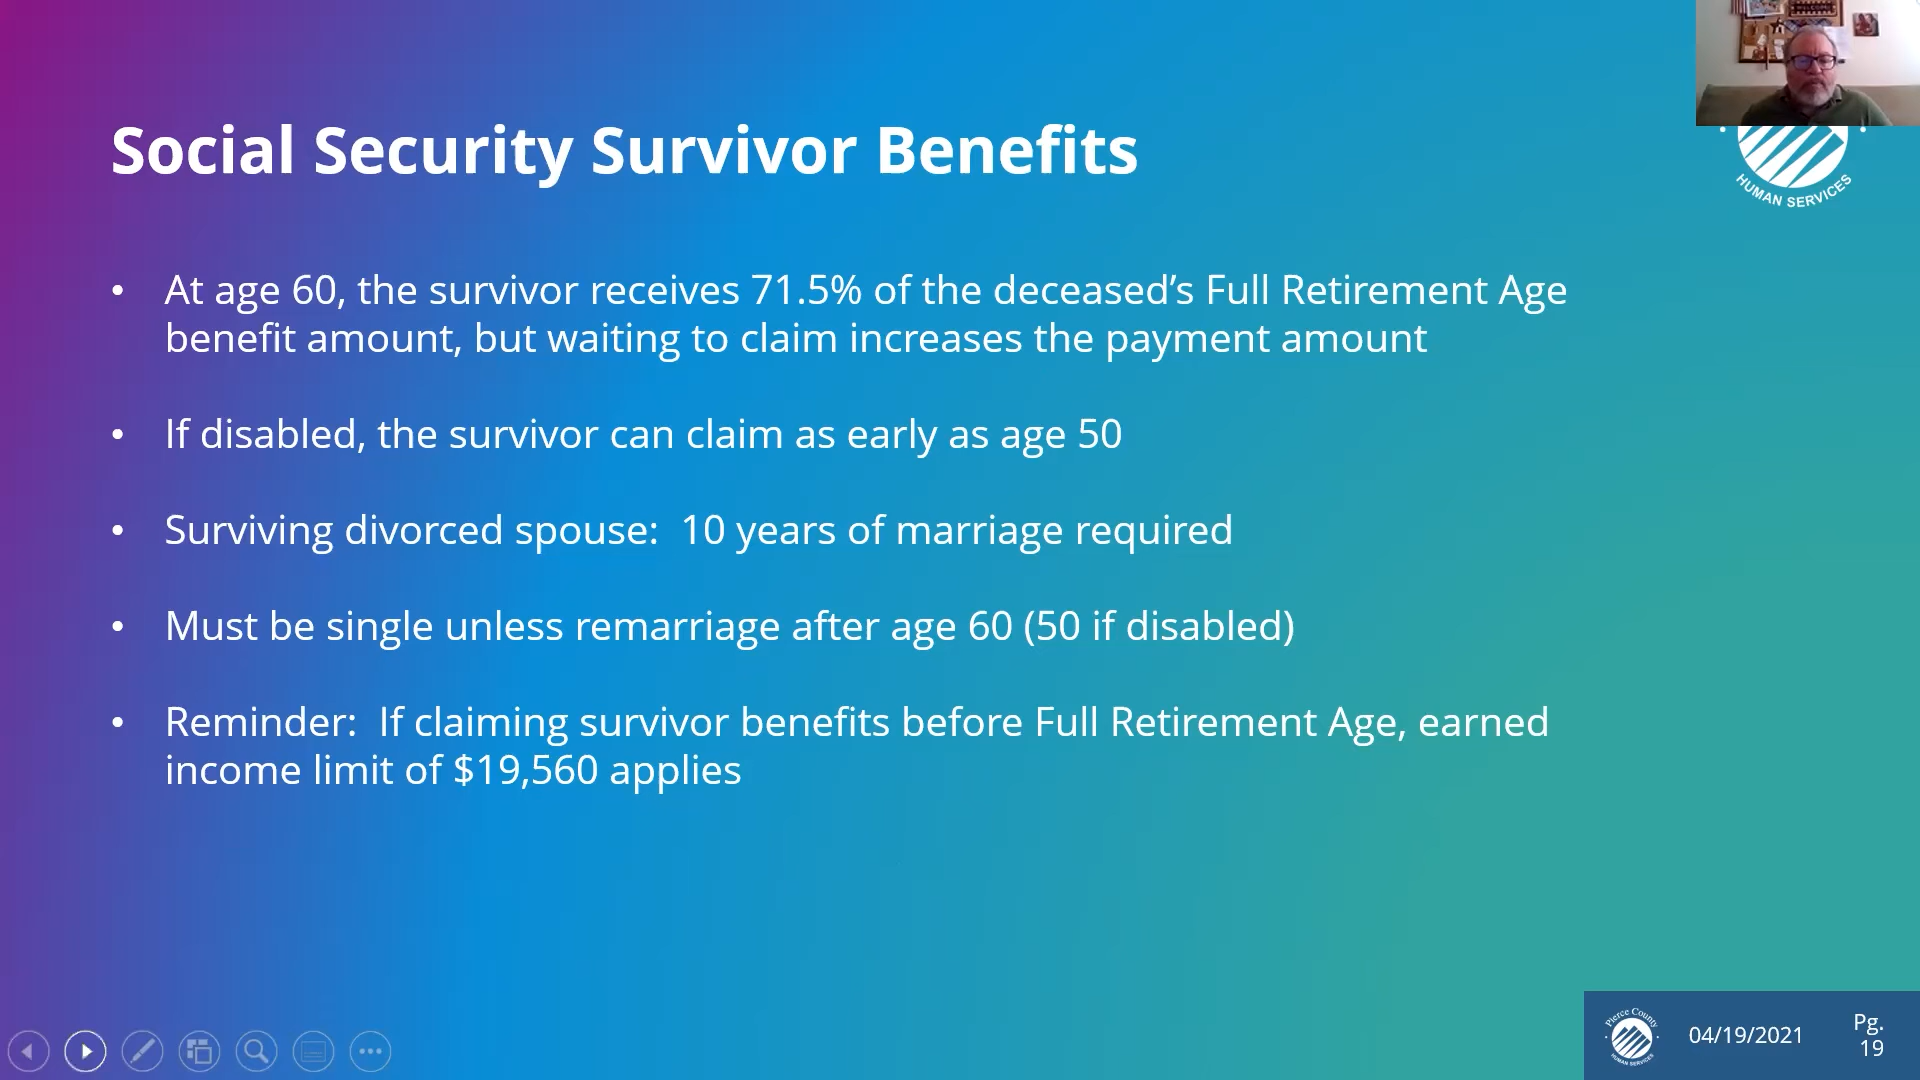 Social Security Survivor Benefits
HUMAN SERVICES
• At age 60, the survivor receives 71.5% of the deceased’s Full Retirement Age
benefit amount, but waiting to claim increases the payment amount
• If disabled, the survivor can claim as early as age 50
• Surviving divorced spouse:  10 years of marriage required
• Must be single unless remarriage after age 60 (50 if disabled)
• Reminder:  If claiming survivor benefits before Full Retirement Age, earned
income limit of $19,560 applies
Pierce County
HUMAN SERVICES
04/19/2021
Pg.
19